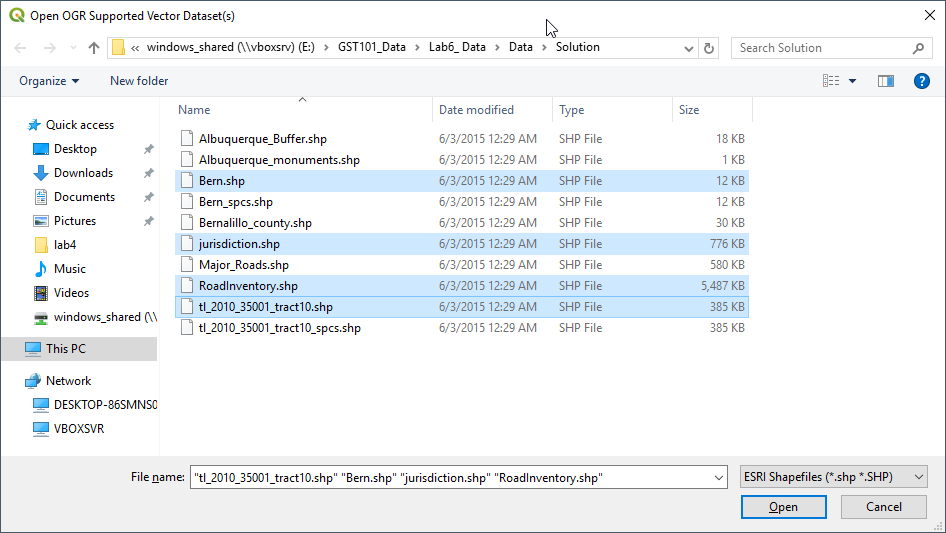 Open OGR Supported Vector Dataset(s)
« windows_shared (\\vboxsrv) (E:) > GST101_Data > Lab6_ Data > Data > Solution
Search Solution
Organize
New folder
Name Date modified Type Size
Quick access
Desktop
Downloads
Documents
Pictures
lab4
Music
Videos
windows_shared (\\
This PC
Network
DESKTOP-86SMNS0
VBOXSVR
Albuquerque_Buffer.shp 6/3/2015 12:29 AM SHP File 18 KB
Albuquerque_monuments.shp 6/3/2015 12:29 AM SHP File 1 KB
Bern.shp 6/3/2015 12:29 AM SHP File 12 KB
Bern_spcs.shp 6/3/2015 12:29 AM SHP File 12 KB
Bernalillo_county.shp 6/3/2015 12:29 AM SHP File 30 KB
jurisdiction.shp 6/3/2015 12:29 AM SHP File 776 KB
Major_Roads.shp 6/3/2015 12:29 AM SHP File 580 KB
RoadInventory.shp 6/3/2015 12:29 AM SHP File 5,487 KB
tl_2010_35001_tract10.shp 6/3/2015 12:29 AM SHP File 385 KB
tl_2010_35001_tract10_spcs.shp 6/3/2015 12:29 AM SHP File 385 KB
File name: "tl_2010_35001_tract10.shp" "Bern.shp" "jurisdiction.shp" "RoadInventory.shp"
ESRI Shapefiles (*.shp *.SHP)
Open
Cancel